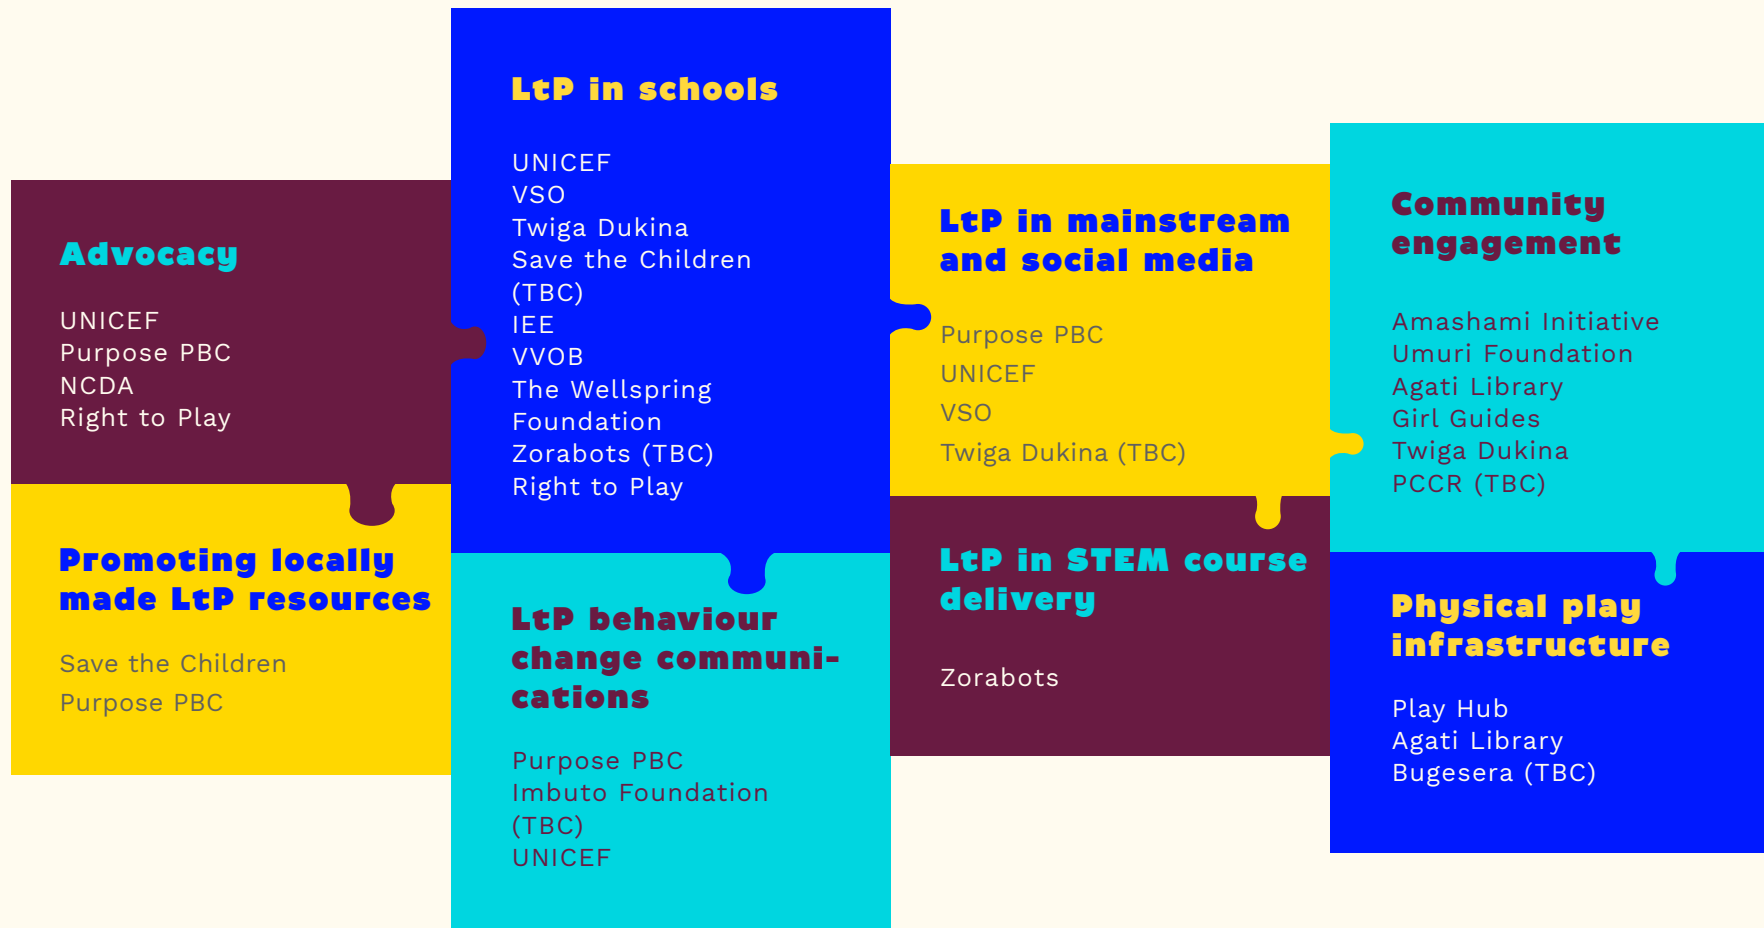 Advocacy
UNICEF
Purpose PBC
NCDA
Right to Play
Promoting locally
made LtP resources
Save the Children
Purpose PBC
LtP in schools
UNICEF
VSO
Twiga Dukina
Save the Children
(TBC)
IEE
VVOB
The Wellspring
Foundation
Zorabots (TBC)
Right to Play
LtP behaviour
change communi-
cations
Purpose PBC
Imbuto Foundation
(TBC)
UNICEF
LtP in mainstream
and social media
Purpose PBC
UNICEF
VSO
Twiga Dukina (TBC)
LtP in STEM course
delivery
Zorabots
Community
engagement
Amashami Initiative
Umuri Foundation
Agati Library
Girl Guides
Twiga Dukina
PCCR (TBC)
Physical play
infrastructure
Play Hub
Agati Library
Bugesera (TBC)